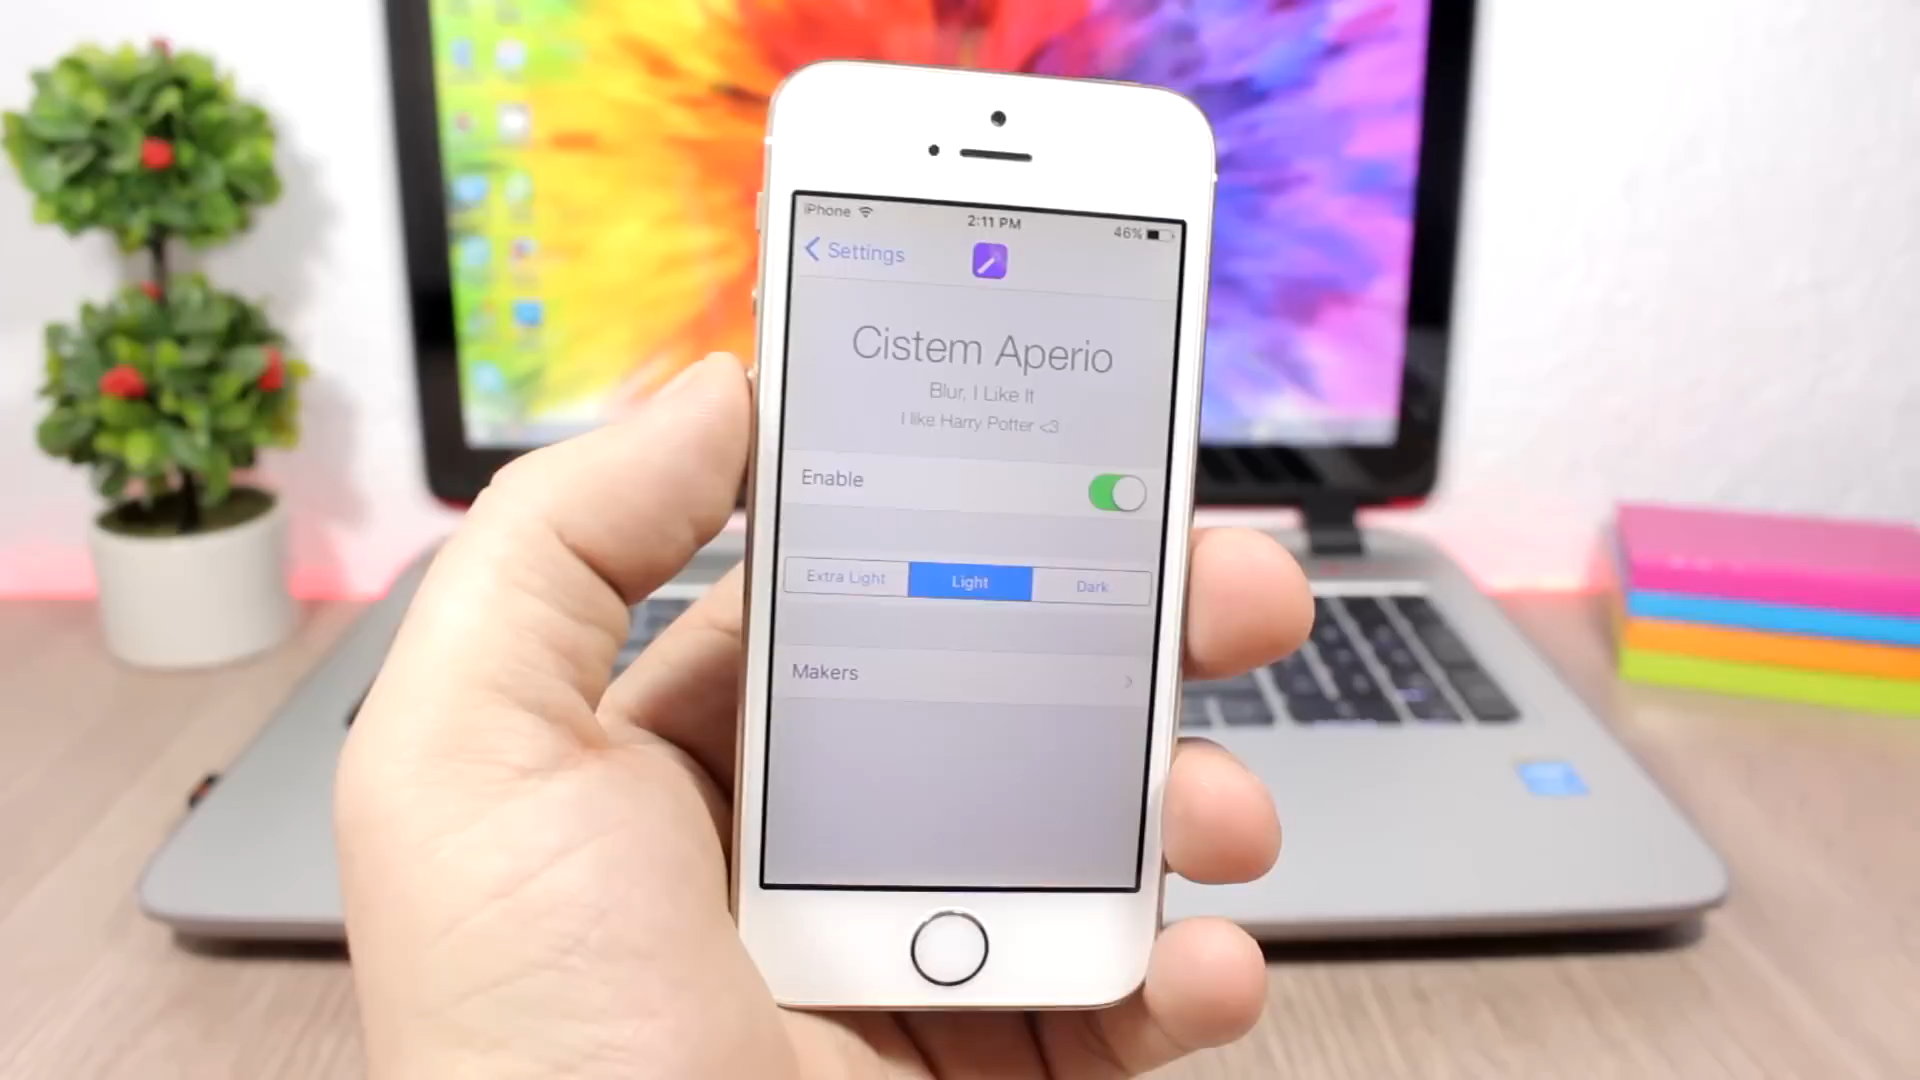 iPhone 2:11 PM 46%
Settings
Cistem Aperio
Blur, I Like It
I like Harry Potter <3
Enable
Extra Light Light Dark
Makers